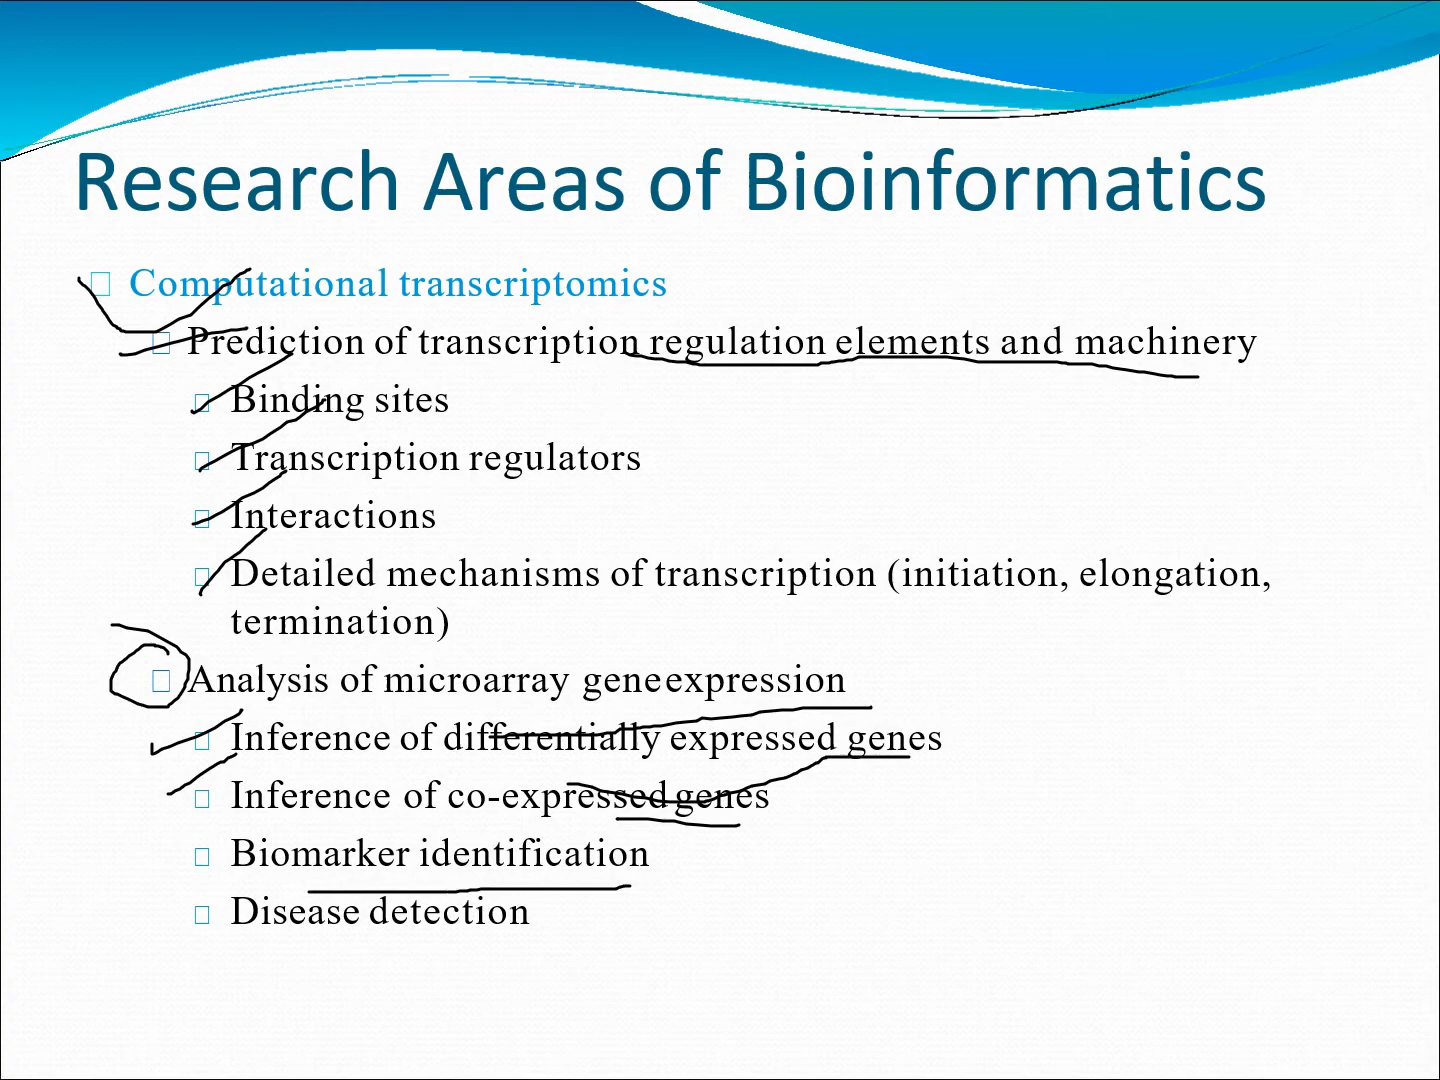 Research Areas of Bioinformatics
Computational transcriptomics
Prediction of transcription regulation elements and machinery
Binding sites
Transcription regulators
Interactions
Detailed mechanisms of transcription (initiation, elongation,
termination)
Analysis of microarray gene expression
Inference of differentially expressed genes
Inference of co-expressed genes
Biomarker identification
Disease detection